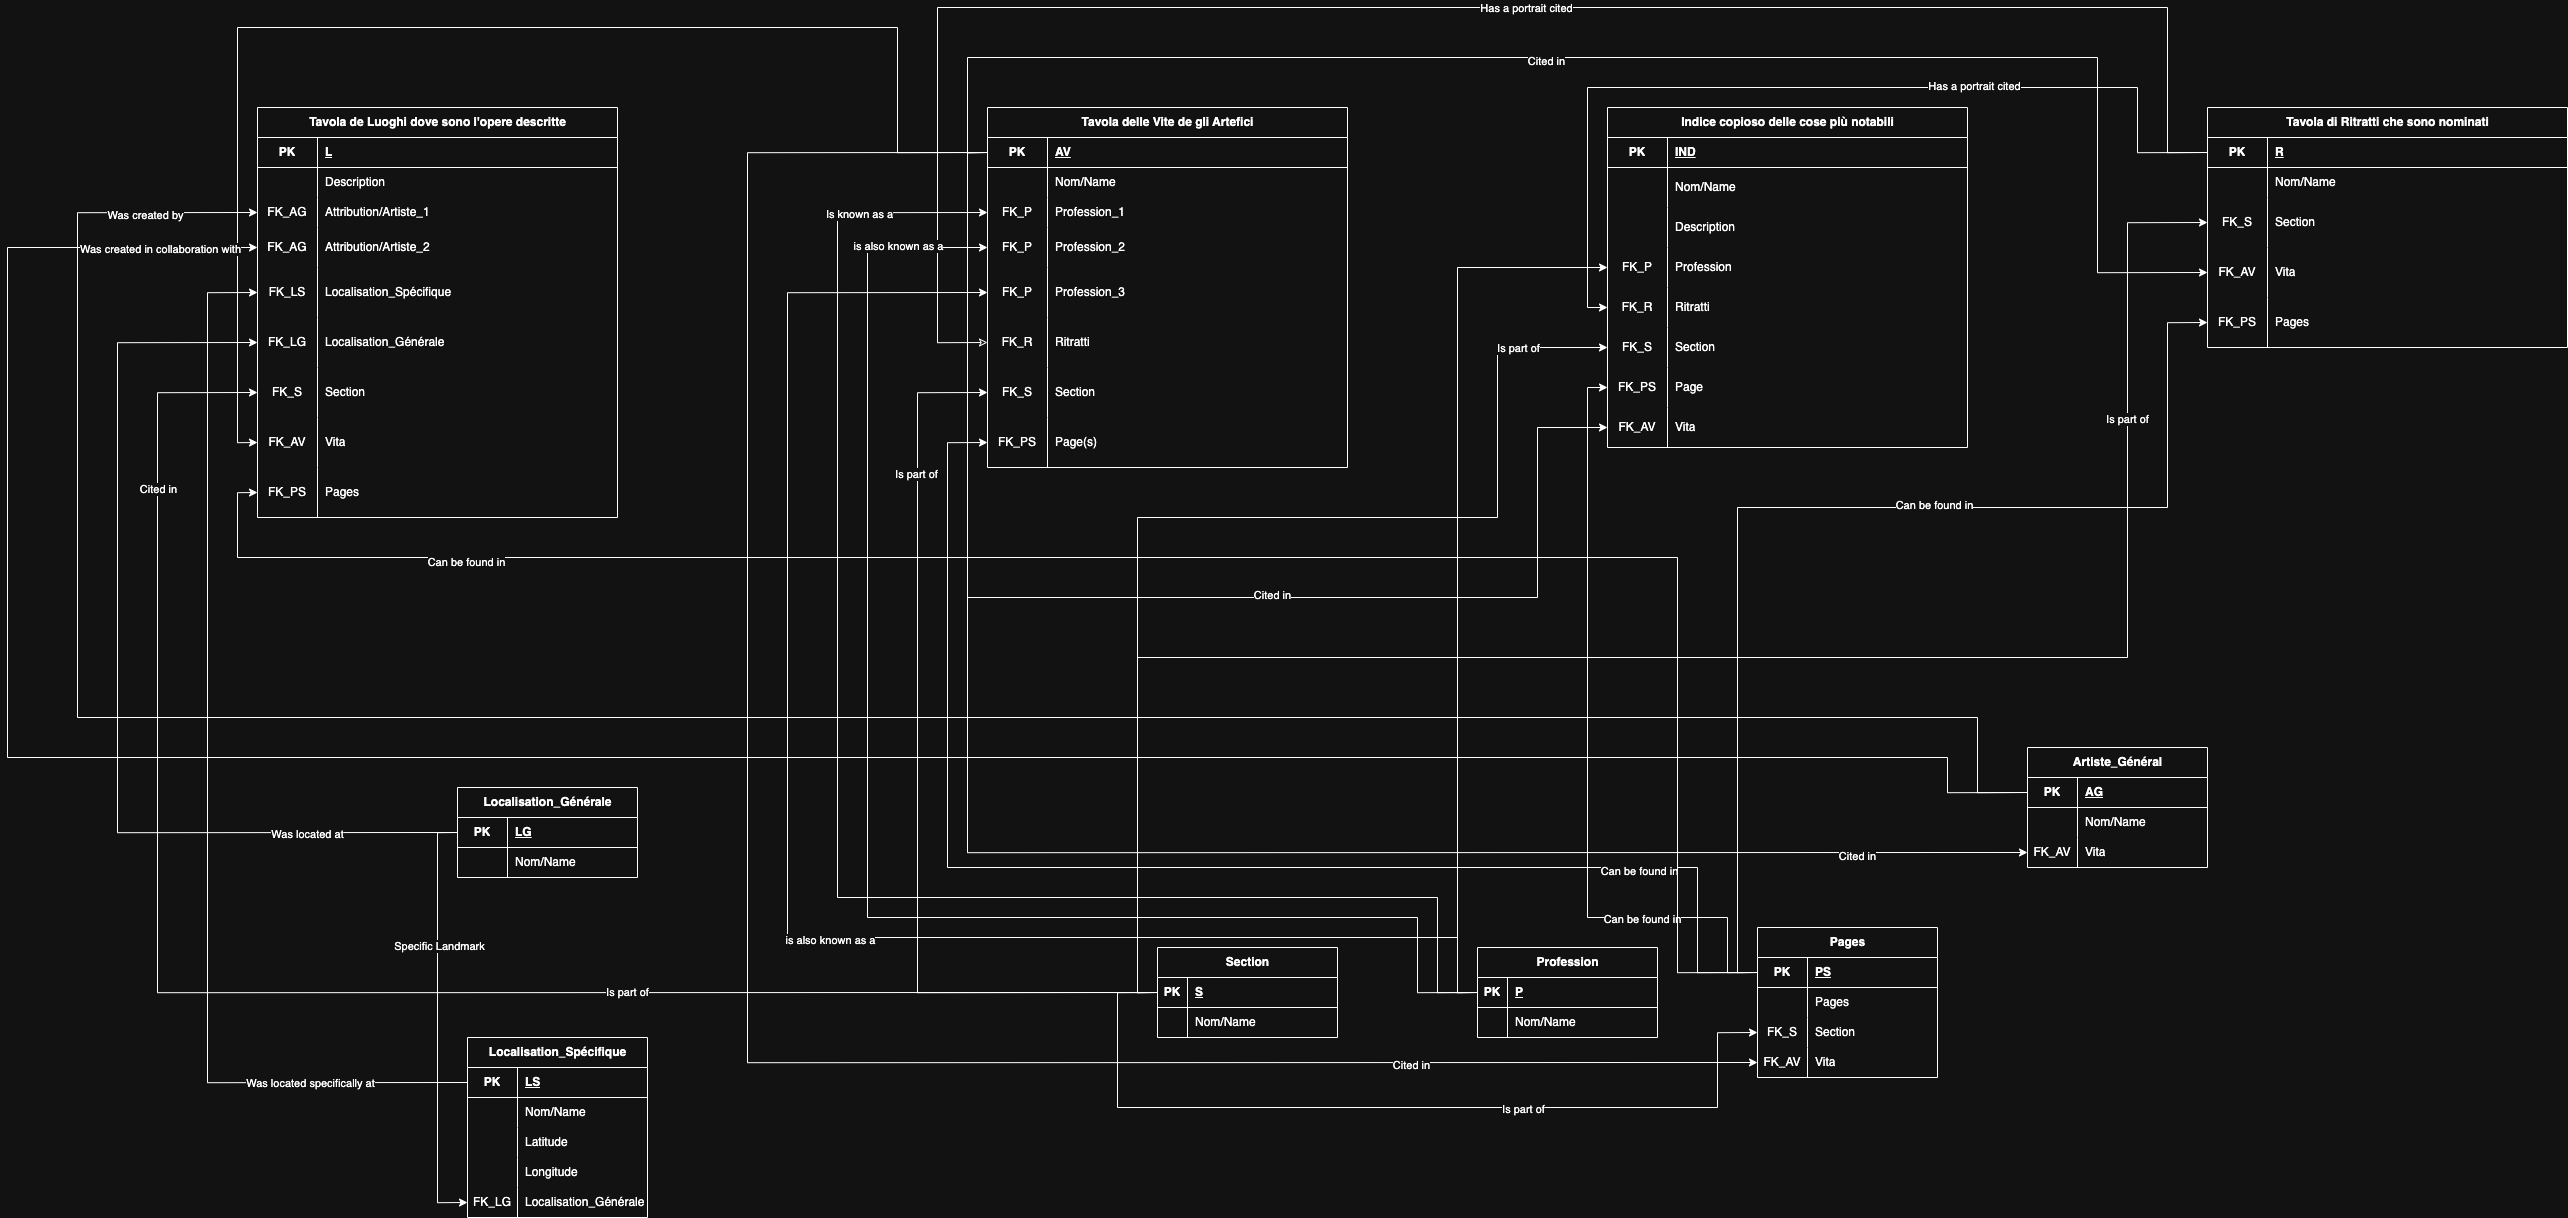 Has a portrait cited
Cited in
Has a portrait cited
Tavola de Luoghi dove sono l'opere descritte
PK L
Description
FK_AG Attribution/Artiste_1
FK_AG Attribution/Artiste_2
FK_LS Localisation_Spécifique
FK_LG Localisation_Générale
FK_S Section
FK_AV Vita
FK_PS Pages
Was created by
Was created in collaboration with
Cited in
Tavola delle Vite de gli Artefici
PK AV
Nom/Name
FK_P Profession_1
FK_P Profession_2
FK_P Profession_3
FK_R Ritratti
FK_S Section
FK_PS Page(s)
Is known as a
is also known as a
Is part of
Indice copioso delle cose più notabili
PK IND
Nom/Name
Description
FK_P Profession
FK_R Ritratti
FK_S Section
FK_PS Page
FK_AV Vita
Is part of
Tavola di Ritratti che sono nominati
PK R
Nom/Name
FK_S Section
FK_AV Vita
FK_PS Pages
Is part of
Can be found in
Can be found in
Cited in
Artiste_Général
PK AG
Nom/Name
FK_AV Vita
Localisation_Générale
PK LG
Nom/Name
Was located at
Cited in
Can be found in
Can be found in
is also known as a
Specific Landmark
Is part of
Section
PK S
Nom/Name
Profession
PK P
Nom/Name
Pages
PK PS
Pages
FK_S Section
FK_AV Vita
Cited in
Is part of
Localisation_Spécifique
PK LS
Nom/Name
Latitude
Longitude
FK_LG Localisation_Générale
Was located specifically at